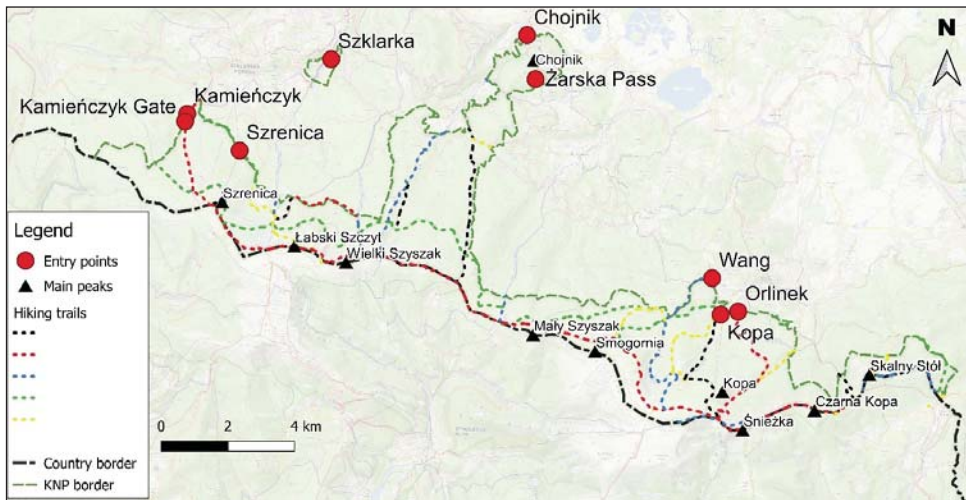 Chojnik
N
Szklarka
Chojnik
Żarska Pass
Kamieńczyk
Kamieńczyk Gate
Szrenica
Szrenica
Legend
Entry points
Main peaks
Hiking trails
Country border
KNP border
Łabski Szczyt
Wielki Szyszak
Wang
Orlinek
Kopa
Mały Szyszak
Smogornia
Skalny Stół
Kopa
Czarna Kopa
Śnieżka
0 2 4 km